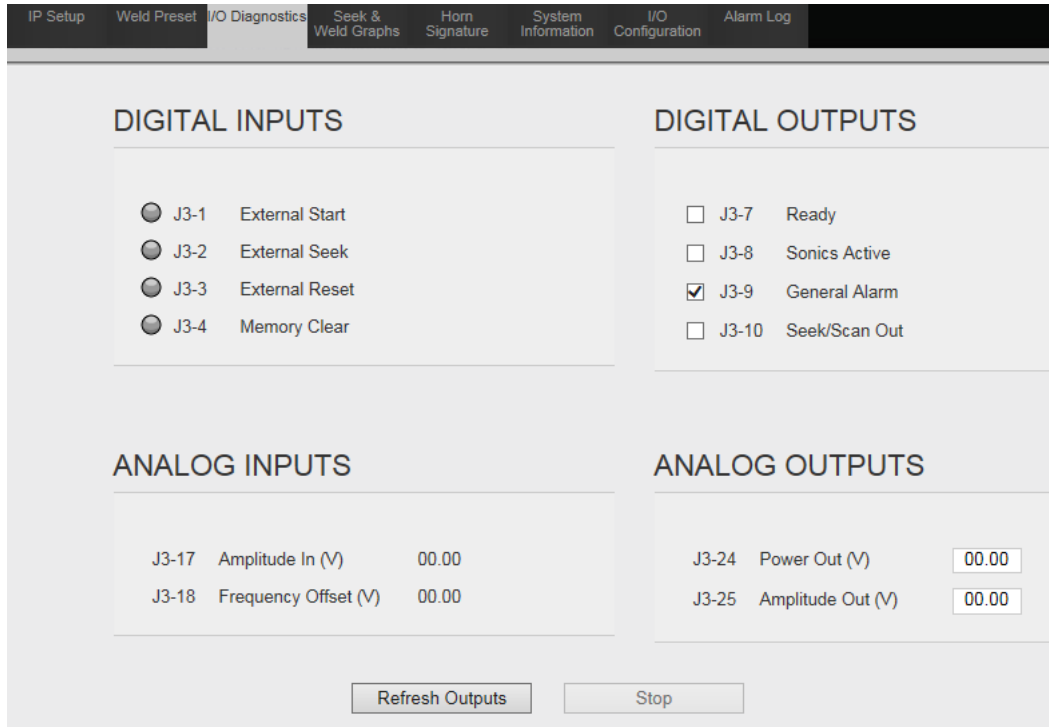 IP Setup
Weld Preset
I/O Diagnostics
Seek &
Weld Graphs
Horn
Signature
System
Information
I/O
Configuration
Alarm Log
DIGITAL INPUTS
J3-1 External Start
J3-2 External Seek
J3-3 External Reset
J3-4 Memory Clear
DIGITAL OUTPUTS
J3-7 Ready
J3-8 Sonics Active
J3-9 General Alarm
J3-10 Seek/Scan Out
ANALOG INPUTS
J3-17 Amplitude In (V) 00.00
J3-18 Frequency Offset (V) 00.00
ANALOG OUTPUTS
J3-24 Power Out (V) 00.00
J3-25 Amplitude Out (V) 00.00
Refresh Outputs
Stop